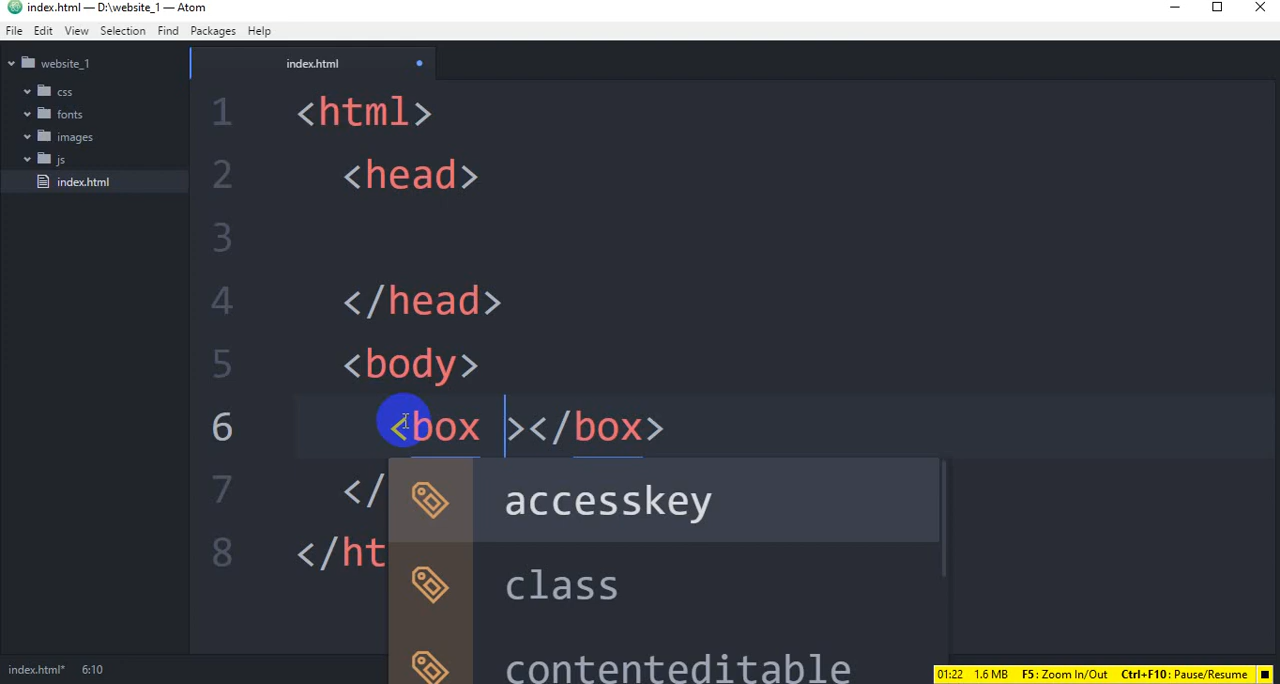 index.html — D:\website_1 — Atom
File Edit View Selection Find Packages Help
website_1
css
fonts
images
js
index.html
index.html
1 <html>
2 <head>
3
4 </head>
5 <body>
6 <box ></box>
7 </
8 </ht
accesskey
class
contenteditable
index.html* 6:10
01:22 1.6 MB F5: Zoom In/Out Ctrl+F10: Pause/Resume